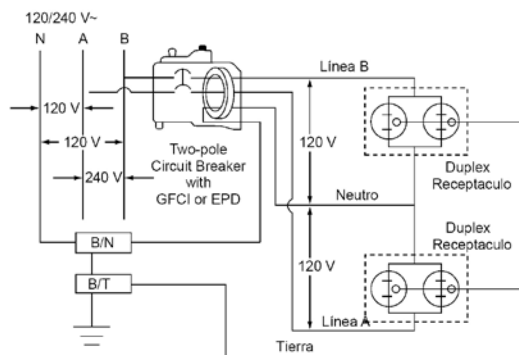 120/240 V~
N A B
120 V
120 V
240 V
B/N
B/T
Two-pole
Circuit Breaker
with
GFCI or EPD
Línea B
120 V
Neutro
120 V
Línea A
Tierra
Duplex
Receptaculo
Duplex
Receptaculo